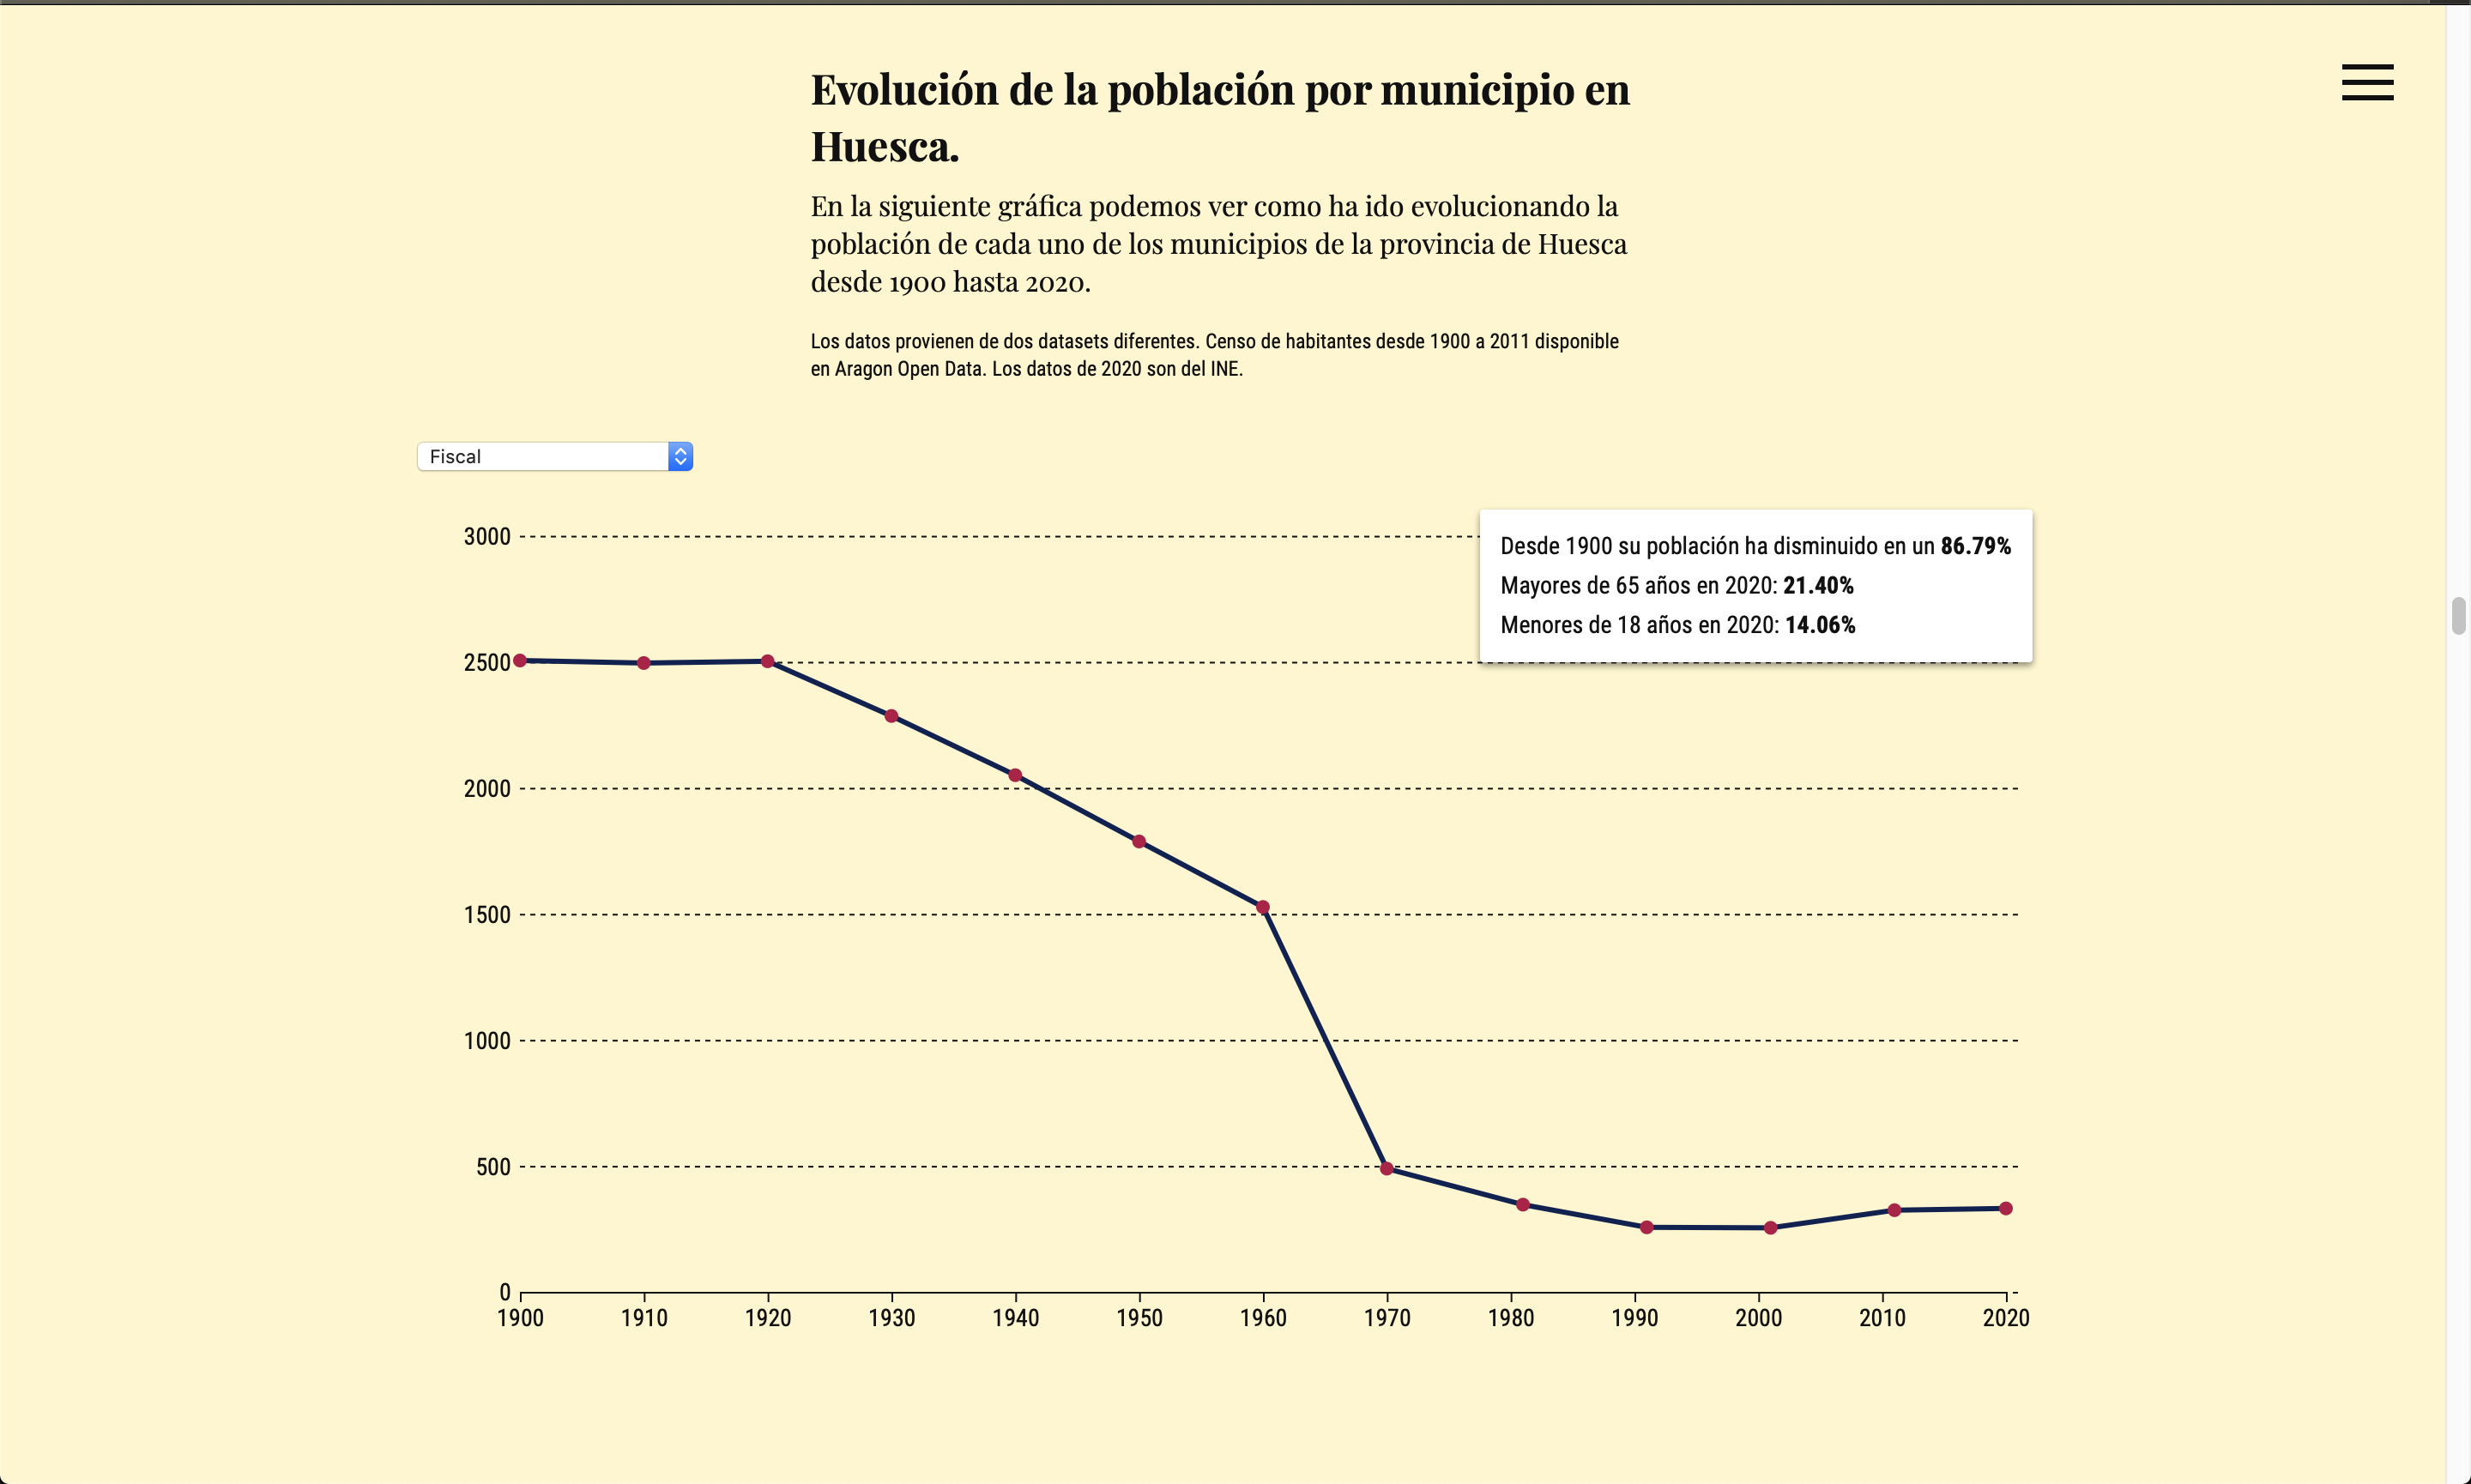 Evolución de la población por municipio en
Huesca.
En la siguiente gráfica podemos ver como ha ido evolucionando la
población de cada uno de los municipios de la provincia de Huesca
desde 1900 hasta 2020.
Los datos provienen de dos datasets diferentes. Censo de habitantes desde 1900 a 2011 disponible
en Aragon Open Data. Los datos de 2020 son del INE.
Fiscal
Desde 1900 su población ha disminuido en un 86.79%
Mayores de 65 años en 2020: 21.40%
Menores de 18 años en 2020: 14.06%
3000
2500
2000
1500
1000
500
0
1900 1910 1920 1930 1940 1950 1960 1970 1980 1990 2000 2010 2020